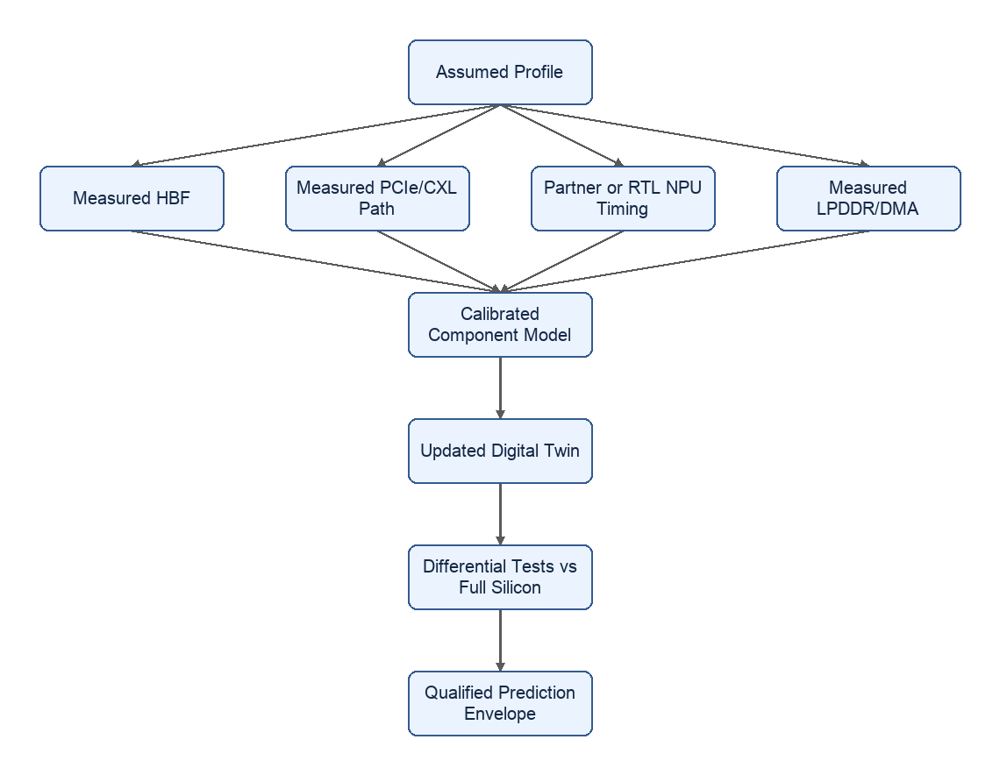 Assumed Profile
Measured HBF
Measured PCIe/CXL
Path
Partner or RTL NPU
Timing
Measured
LPDDR/DMA
Calibrated
Component Model
Updated Digital Twin
Differential Tests vs
Full Silicon
Qualified Prediction
Envelope